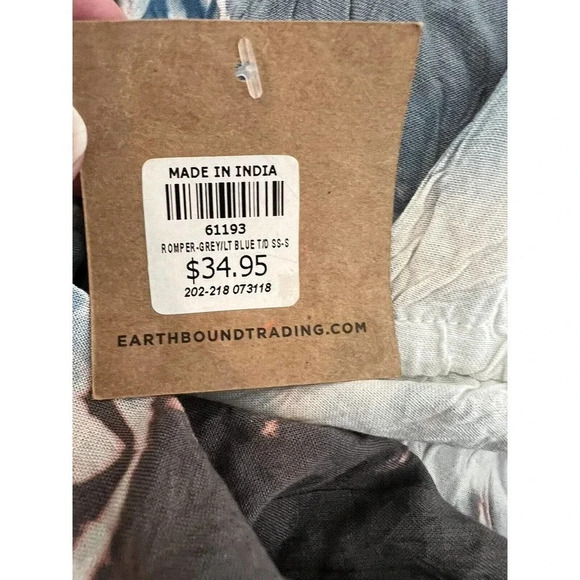 MADE IN INDIA
61193
ROMPER-GREY/LT BLUE T/D SS-S
$34.95
202-218 073118
EARTHBOUNDTRADING.COM